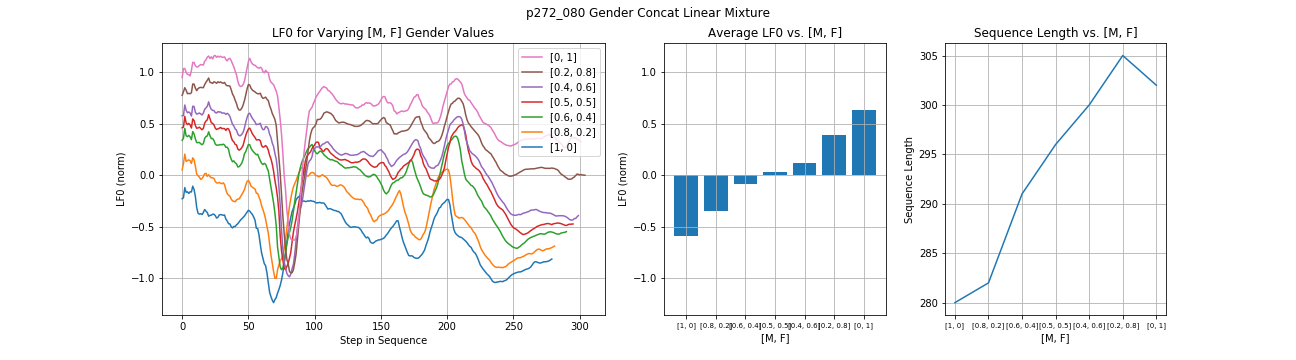 p272_080 Gender Concat Linear Mixture
LF0 for Varying [M, F] Gender Values
LF0 (norm)
1.0
0.5
0.0
−0.5
−1.0
0 50 100 150 200 250 300
Step in Sequence
[0, 1]
[0.2, 0.8]
[0.4, 0.6]
[0.5, 0.5]
[0.6, 0.4]
[0.8, 0.2]
[1, 0]
Average LF0 vs. [M, F]
LF0 (norm)
1.0
0.5
0.0
−0.5
−1.0
[1, 0] [0.8, 0.2] [0.6, 0.4] [0.5, 0.5] [0.4, 0.6] [0.2, 0.8] [0, 1]
[M, F]
Sequence Length vs. [M, F]
Sequence Length
305
300
295
290
285
280
[1, 0] [0.8, 0.2] [0.6, 0.4] [0.5, 0.5] [0.4, 0.6] [0.2, 0.8] [0, 1]
[M, F]